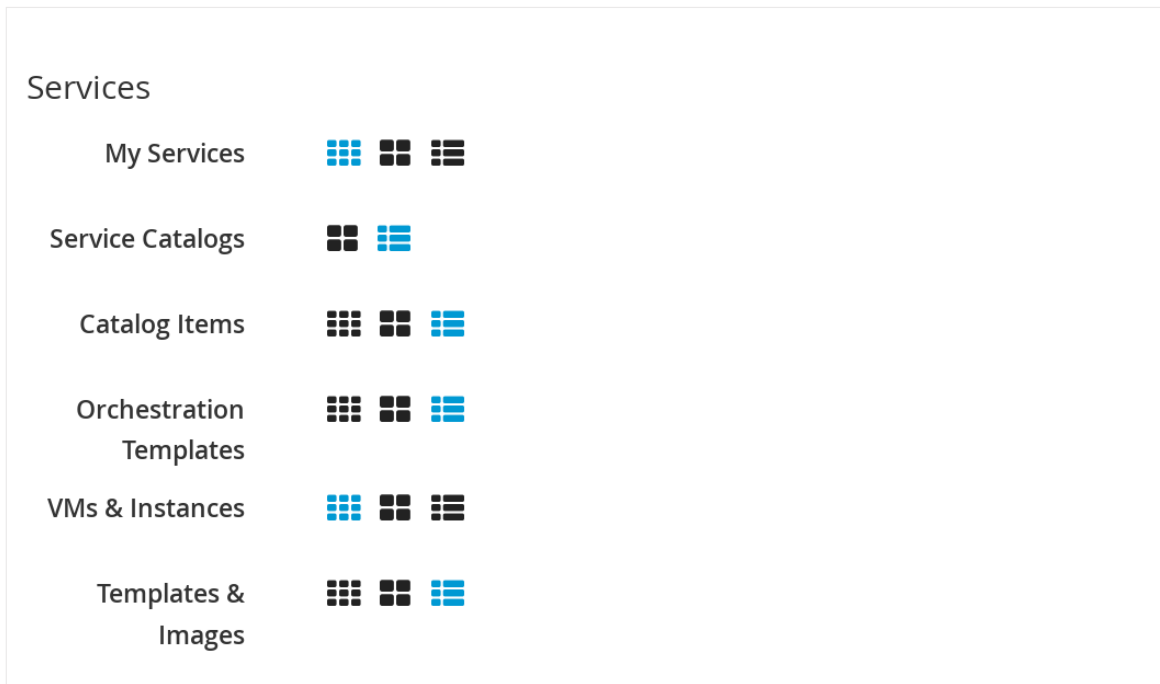 Services
My Services
Service Catalogs
Catalog Items
Orchestration
Templates
VMs & Instances
Templates &
Images